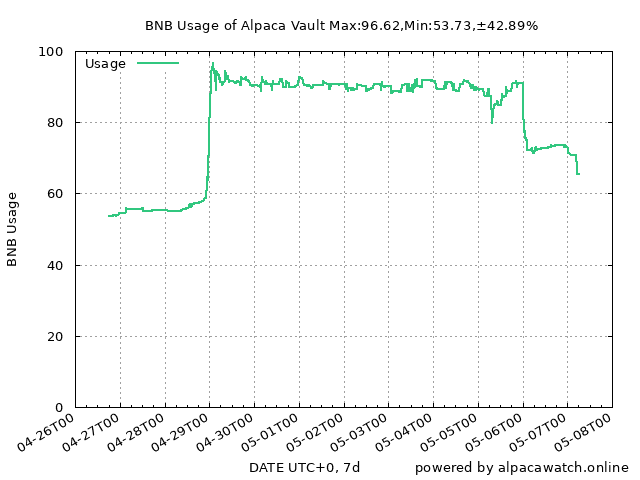 BNB Usage of Alpaca Vault Max:96.62,Min:53.73,±42.89%
Usage
BNB Usage
100
80
60
40
20
0
04-26T00
04-27T00
04-28T00
04-29T00
04-30T00
05-01T00
05-02T00
05-03T00
05-04T00
05-05T00
05-06T00
05-07T00
05-08T00
DATE UTC+0, 7d
powered by alpacawatch.online